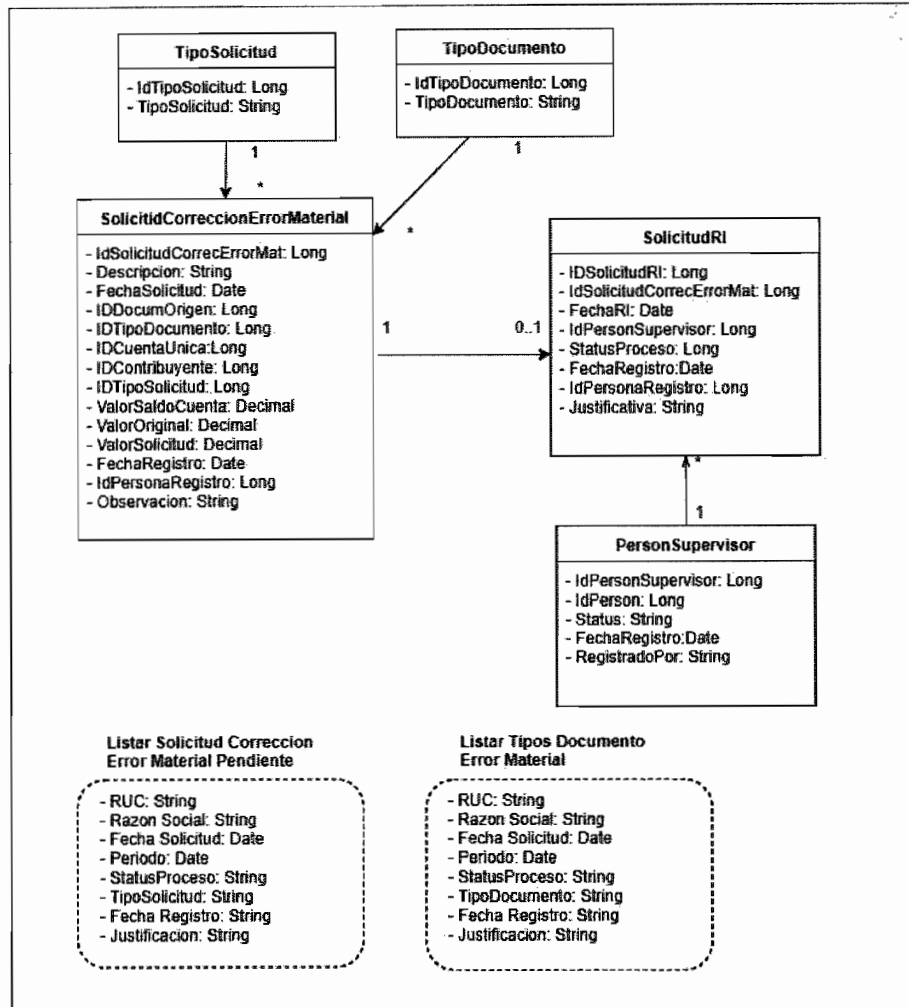 TipoSolicitud
- IdTipoSolicitud: Long
- TipoSolicitud: String
TipoDocumento
- IdTipoDocumento: Long
- TipoDocumento: String
1
*
1
*
SolicitidCorreccionErrorMaterial
- IdSolicitudCorrecErrorMat: Long
- Descripcion: String
- FechaSolicitud: Date
- IDDocumOrigen: Long
- IDTipoDocumento: Long
- IDCuentaUnica:Long
- IDContribuyente: Long
- IDTipoSolicitud: Long
- ValorSaldoCuenta: Decimal
- ValorOriginal: Decimal
- ValorSolicitud: Decimal
- FechaRegistro: Date
- IdPersonaRegistro: Long
- Observacion: String
1
0..1
SolicitudRI
- IDSolicitudRI: Long
- IdSolicitudCorrecErrorMat: Long
- FechaRI: Date
- IdPersonSupervisor: Long
- StatusProceso: Long
- FechaRegistro:Date
- IdPersonaRegistro: Long
- Justificativa: String
*
1
PersonSupervisor
- IdPersonSupervisor: Long
- IdPerson: Long
- Status: String
- FechaRegistro:Date
- RegistradoPor: String
Listar Solicitud Correccion
Error Material Pendiente
- RUC: String
- Razon Social: String
- Fecha Solicitud: Date
- Periodo: Date
- StatusProceso: String
- TipoSolicitud: String
- Fecha Registro: String
- Justificacion: String
Listar Tipos Documento
Error Material
- RUC: String
- Razon Social: String
- Fecha Solicitud: Date
- Periodo: Date
- StatusProceso: String
- TipoDocumento: String
- Fecha Registro: String
- Justificacion: String